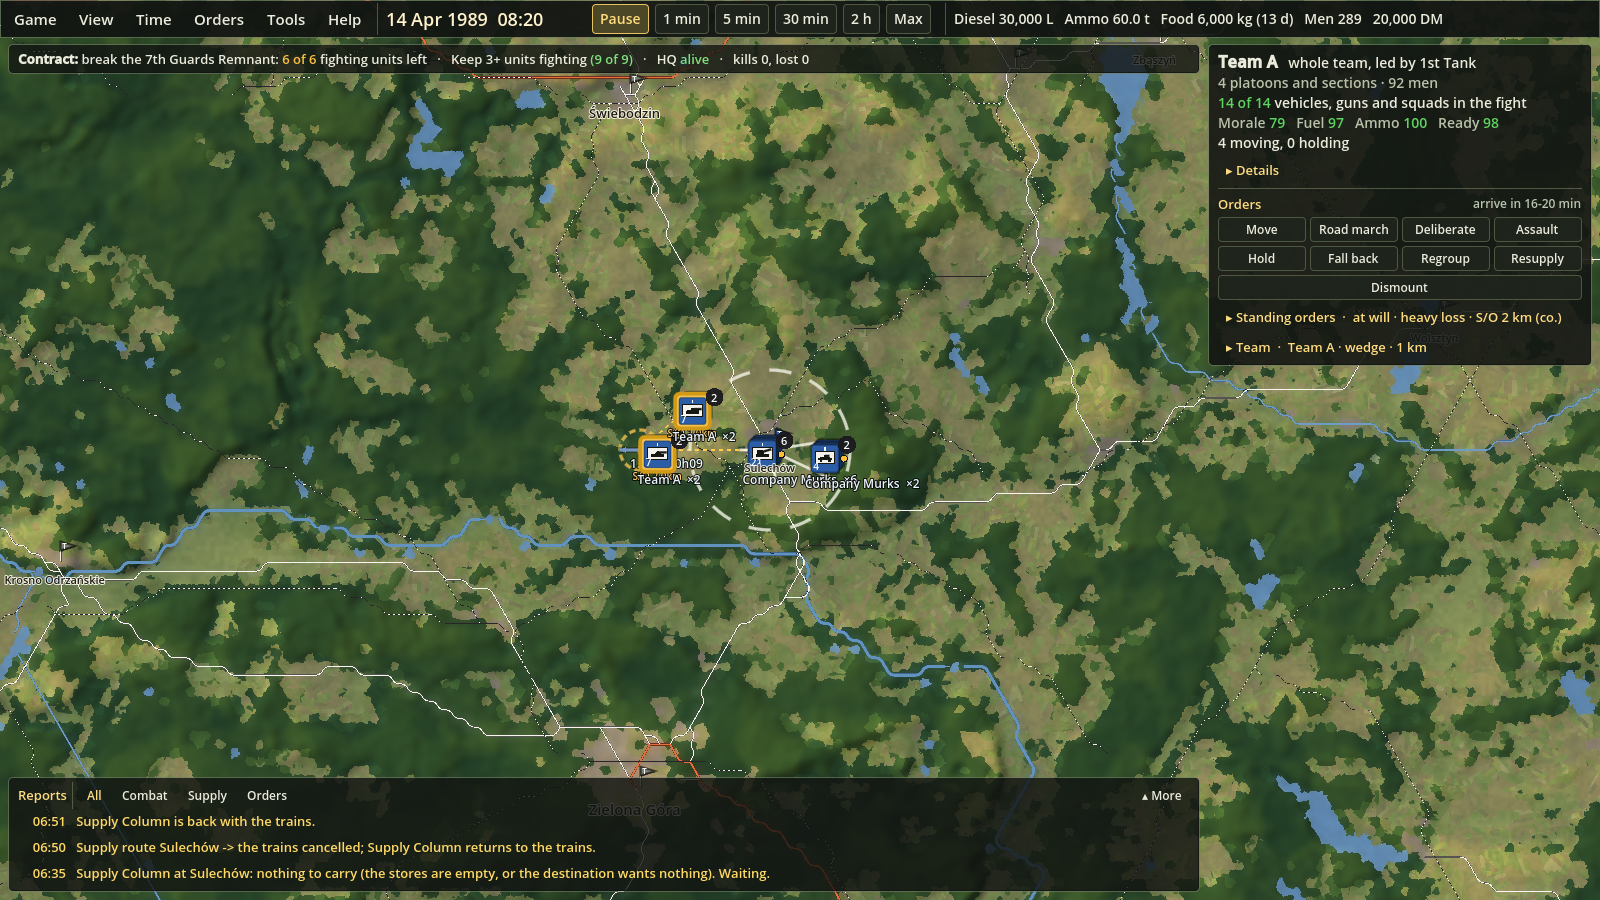 Game View Time Orders Tools Help 14 Apr 1989 08:20 Pause 1 min 5 min 30 min 2 h Max Diesel 30,000 L Ammo 60.0 t Food 6,000 kg (13 d) Men 289 20,000 DM
Contract: break the 7th Guards Remnant: 6 of 6 fighting units left · Keep 3+ units fighting (9 of 9) · HQ alive · kills 0, lost 0
Team A whole team, led by 1st Tank
4 platoons and sections · 92 men
14 of 14 vehicles, guns and squads in the fight
Morale 79 Fuel 97 Ammo 100 Ready 98
4 moving, 0 holding
▸ Details
Orders arrive in 16-20 min
Move Road march Deliberate Assault
Hold Fall back Regroup Resupply
Dismount
▸ Standing orders · at will · heavy loss · S/O 2 km (co.)
▸ Team · Team A · wedge · 1 km
Zbąszyń
Świebodzin
2
Team A ×2
6
2
4
Sulechów
Team A ×2
Company Murks
Company Murks ×2
Krosno Odrzańskie
Zielona Góra
Reports All Combat Supply Orders ▴ More
06:51 Supply Column is back with the trains.
06:50 Supply route Sulechów -> the trains cancelled; Supply Column returns to the trains.
06:35 Supply Column at Sulechów: nothing to carry (the stores are empty, or the destination wants nothing). Waiting.